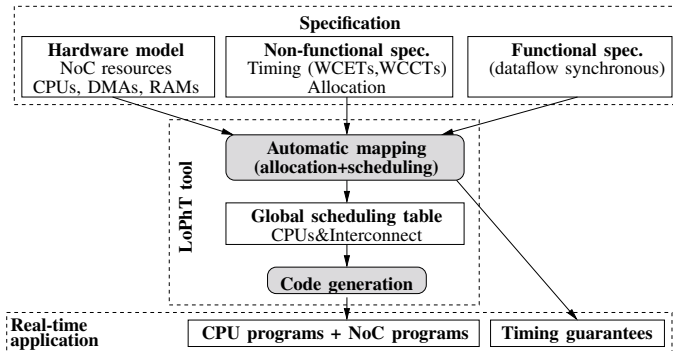 Specification
Hardware model
NoC resources
CPUs, DMAs, RAMs
Non-functional spec.
Timing (WCETs,WCCTs)
Allocation
Functional spec.
(dataflow synchronous)
LoPhT tool
Automatic mapping
(allocation+scheduling)
Global scheduling table
CPUs&Interconnect
Code generation
Real-time
application
CPU programs + NoC programs
Timing guarantees